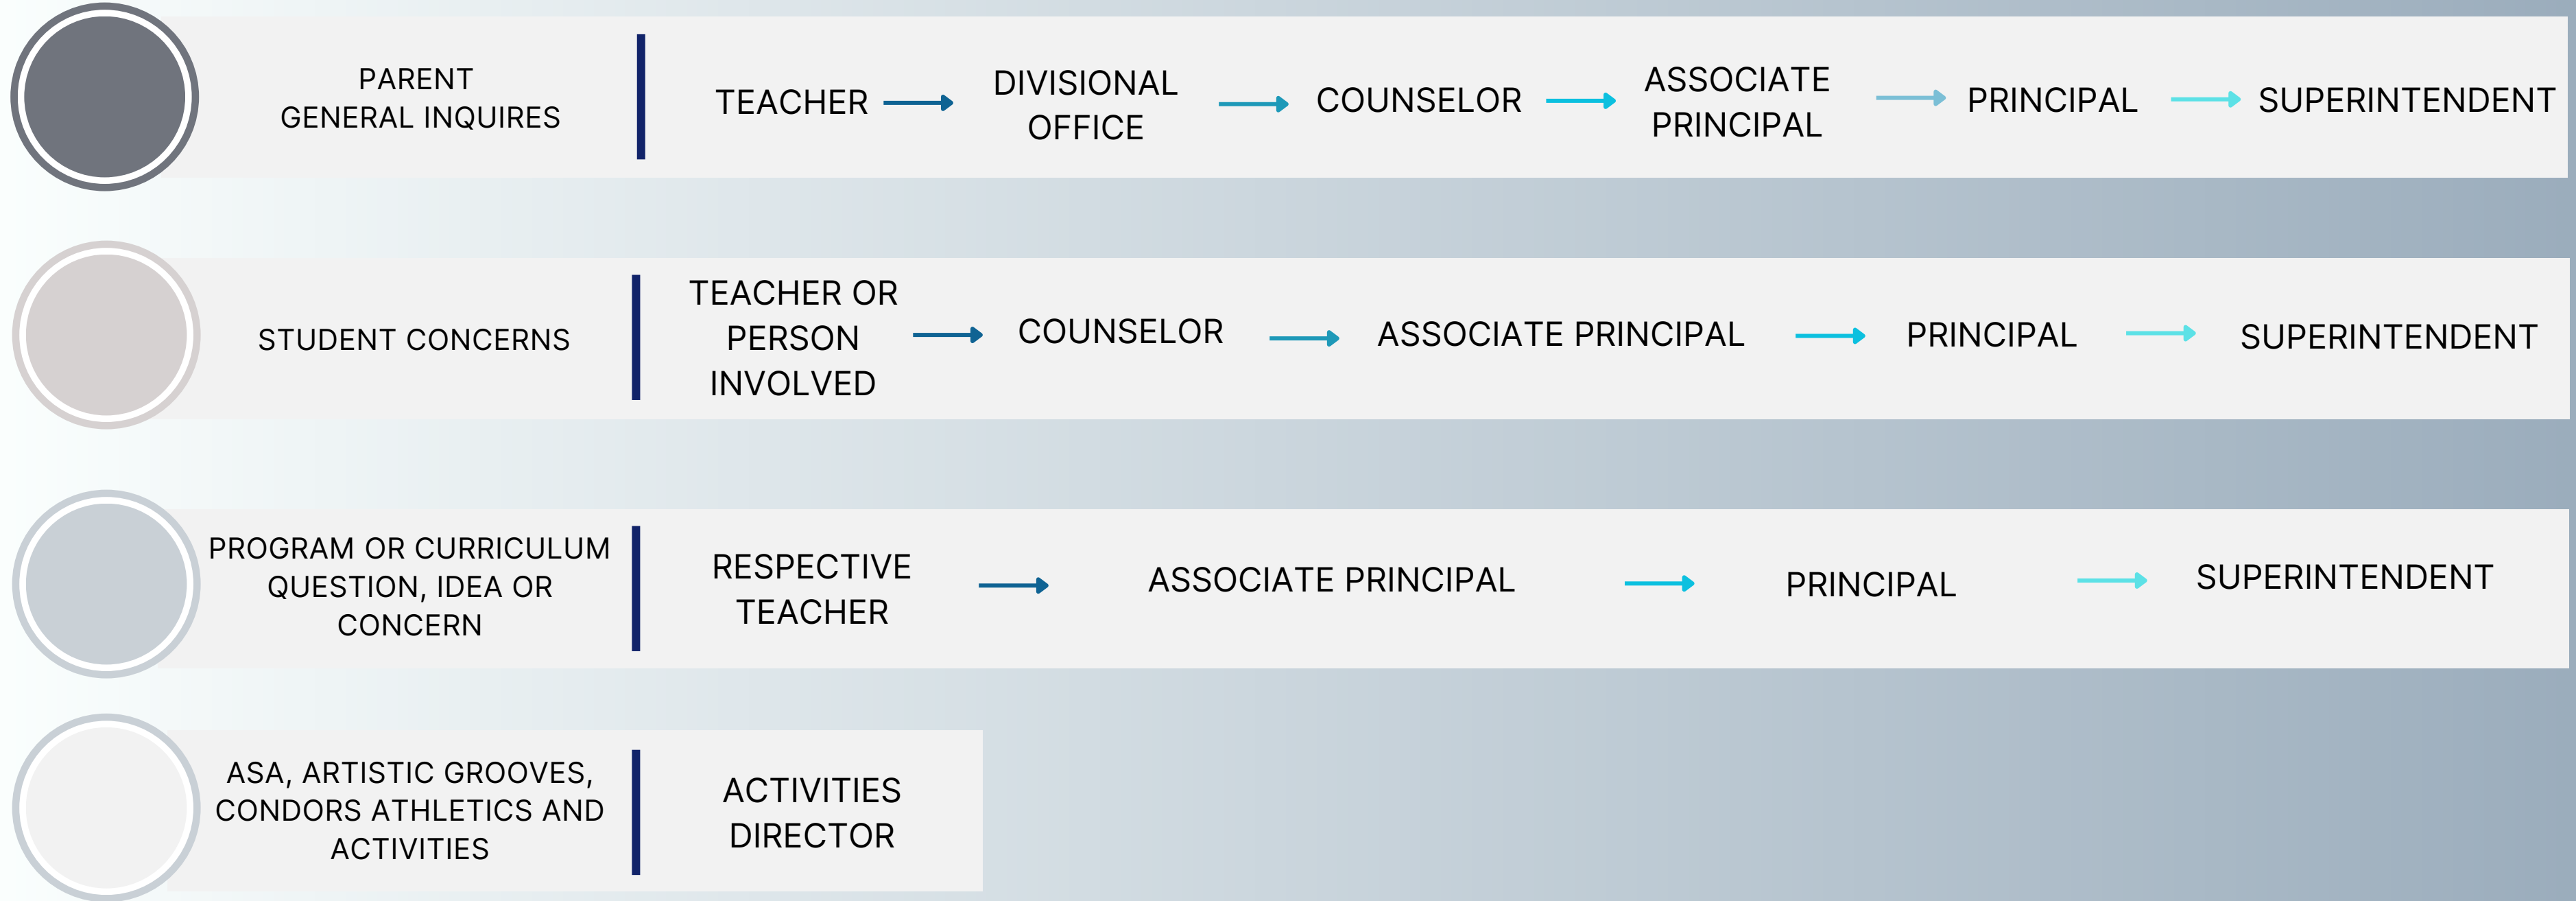 PARENT
GENERAL INQUIRES
TEACHER
DIVISIONAL
OFFICE
COUNSELOR
ASSOCIATE
PRINCIPAL
PRINCIPAL
SUPERINTENDENT
STUDENT CONCERNS
TEACHER OR
PERSON
INVOLVED
COUNSELOR
ASSOCIATE PRINCIPAL
PRINCIPAL
SUPERINTENDENT
PROGRAM OR CURRICULUM
QUESTION, IDEA OR
CONCERN
RESPECTIVE
TEACHER
ASSOCIATE PRINCIPAL
PRINCIPAL
SUPERINTENDENT
ASA, ARTISTIC GROOVES,
CONDORS ATHLETICS AND
ACTIVITIES
ACTIVITIES
DIRECTOR